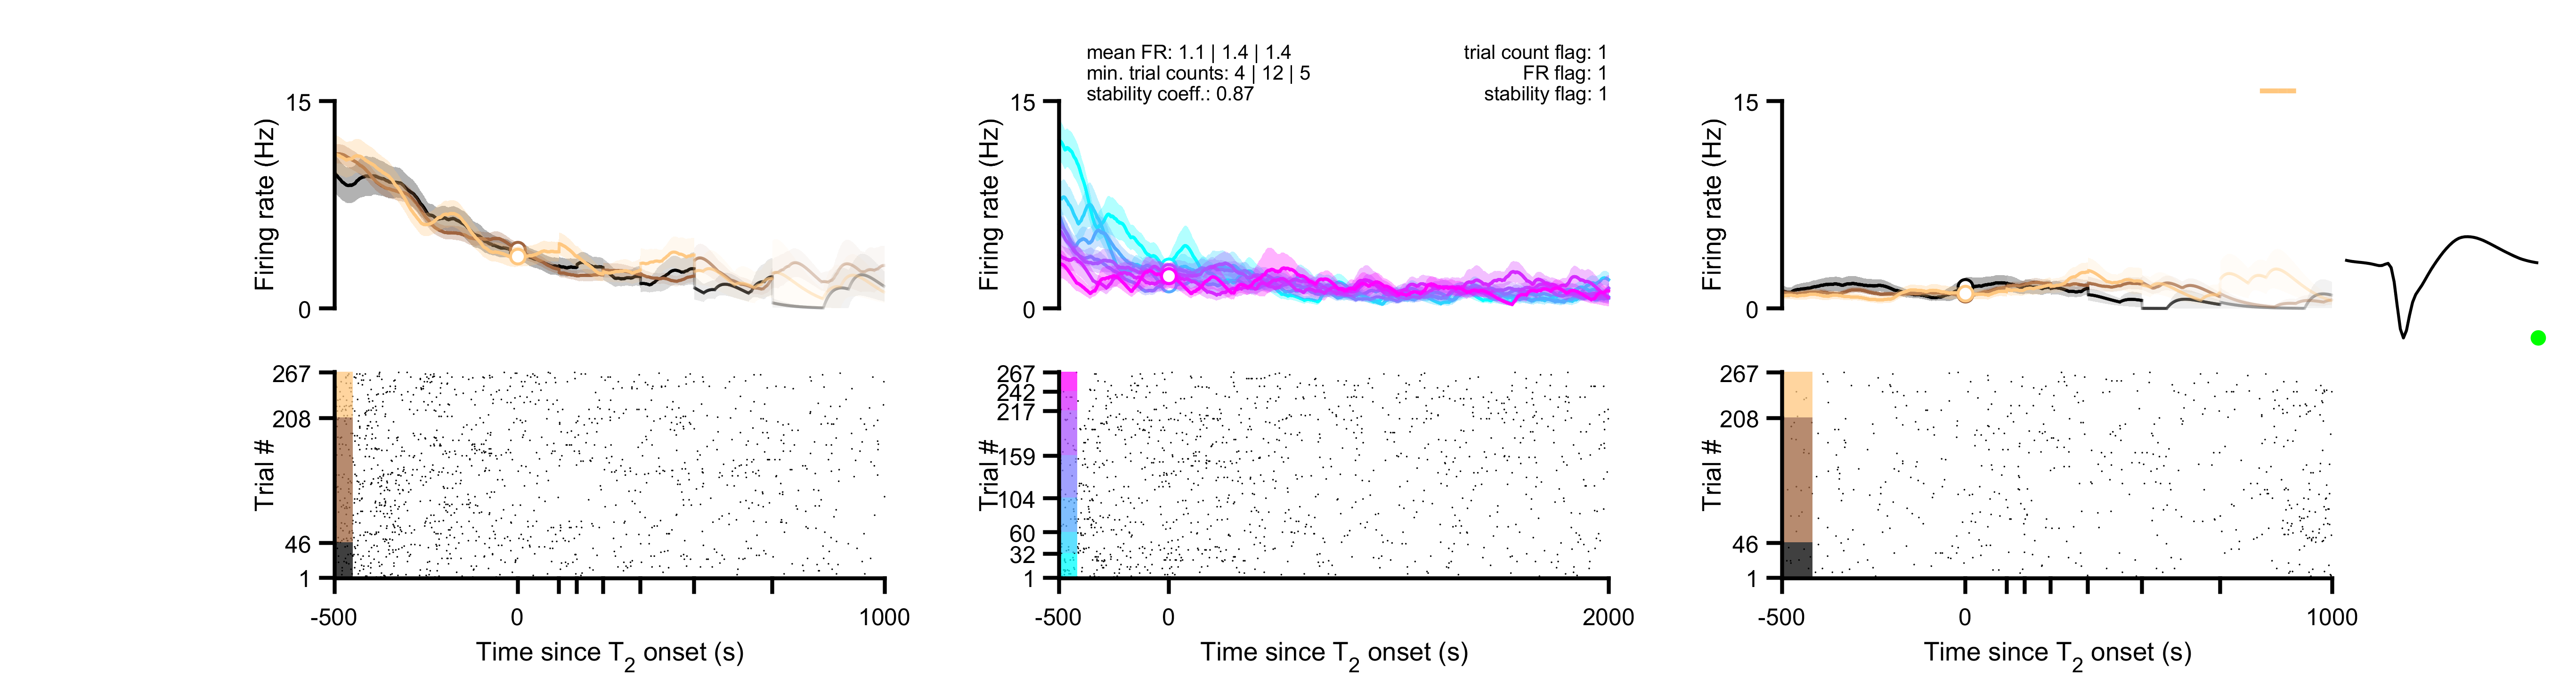 mean FR: 1.1 | 1.4 | 1.4
min. trial counts: 4 | 12 | 5
stability coeff.: 0.87
trial count flag: 1
FR flag: 1
stability flag: 1
15
0
Firing rate (Hz)
15
0
Firing rate (Hz)
15
0
Firing rate (Hz)
267
208
46
1
Trial #
267
242
217
159
104
60
32
1
Trial #
267
208
46
1
Trial #
-500
0
1000
Time since T2 onset (s)
-500
0
2000
Time since T2 onset (s)
-500
0
1000
Time since T2 onset (s)